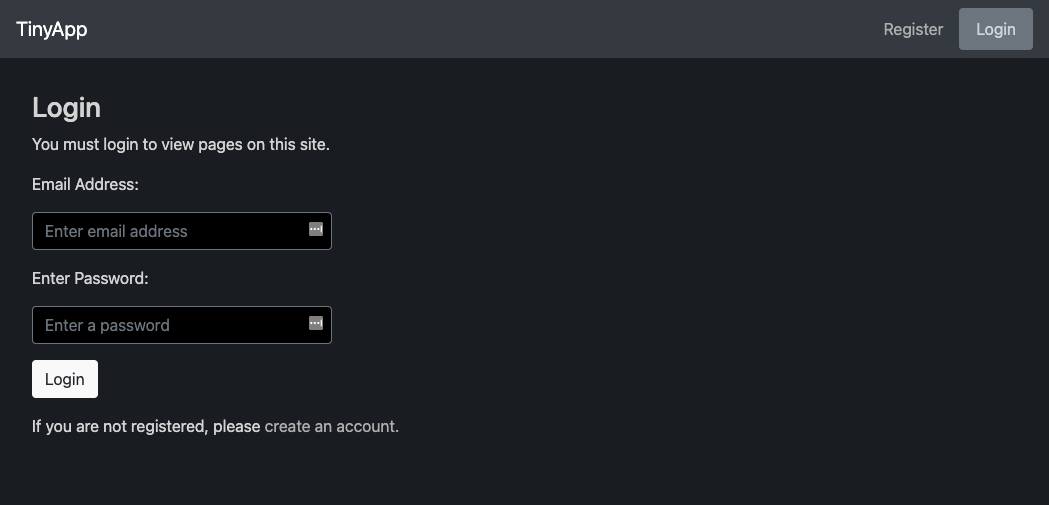 TinyApp Register Login
Login
You must login to view pages on this site.
Email Address:
Enter email address
Enter Password:
Enter a password
Login
If you are not registered, please create an account.